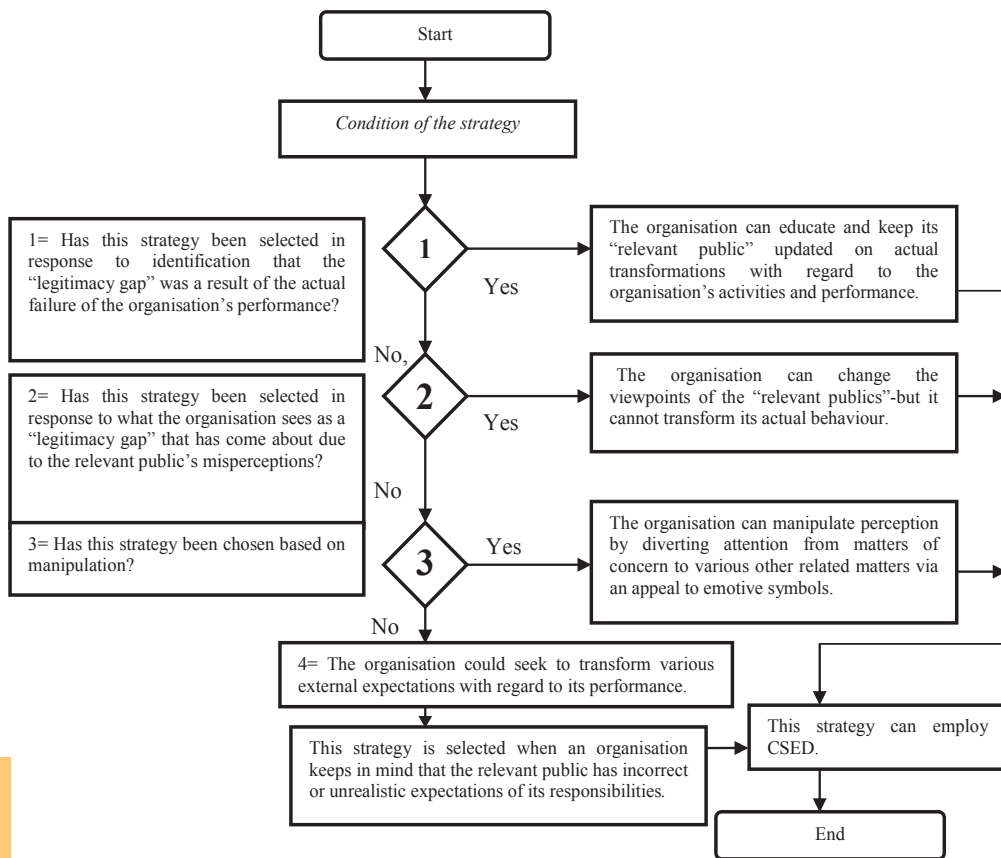 Start
Condition of the strategy
1= Has this strategy been selected in
response to identification that the
“legitimacy gap” was a result of the actual
failure of the organisation’s performance?
1
Yes
The organisation can educate and keep its
“relevant public” updated on actual
transformations with regard to the
organisation’s activities and performance.
No,
2= Has this strategy been selected in
response to what the organisation sees as a
“legitimacy gap” that has come about due
to the relevant public’s misperceptions?
2
Yes
The organisation can change the
viewpoints of the “relevant publics”-but it
cannot transform its actual behaviour.
No
3= Has this strategy been chosen based on
manipulation?
3
Yes
The organisation can manipulate perception
by diverting attention from matters of
concern to various other related matters via
an appeal to emotive symbols.
No
4= The organisation could seek to transform various
external expectations with regard to its performance.
This strategy is selected when an organisation
keeps in mind that the relevant public has incorrect
or unrealistic expectations of its responsibilities.
This strategy can employ
CSED.
End